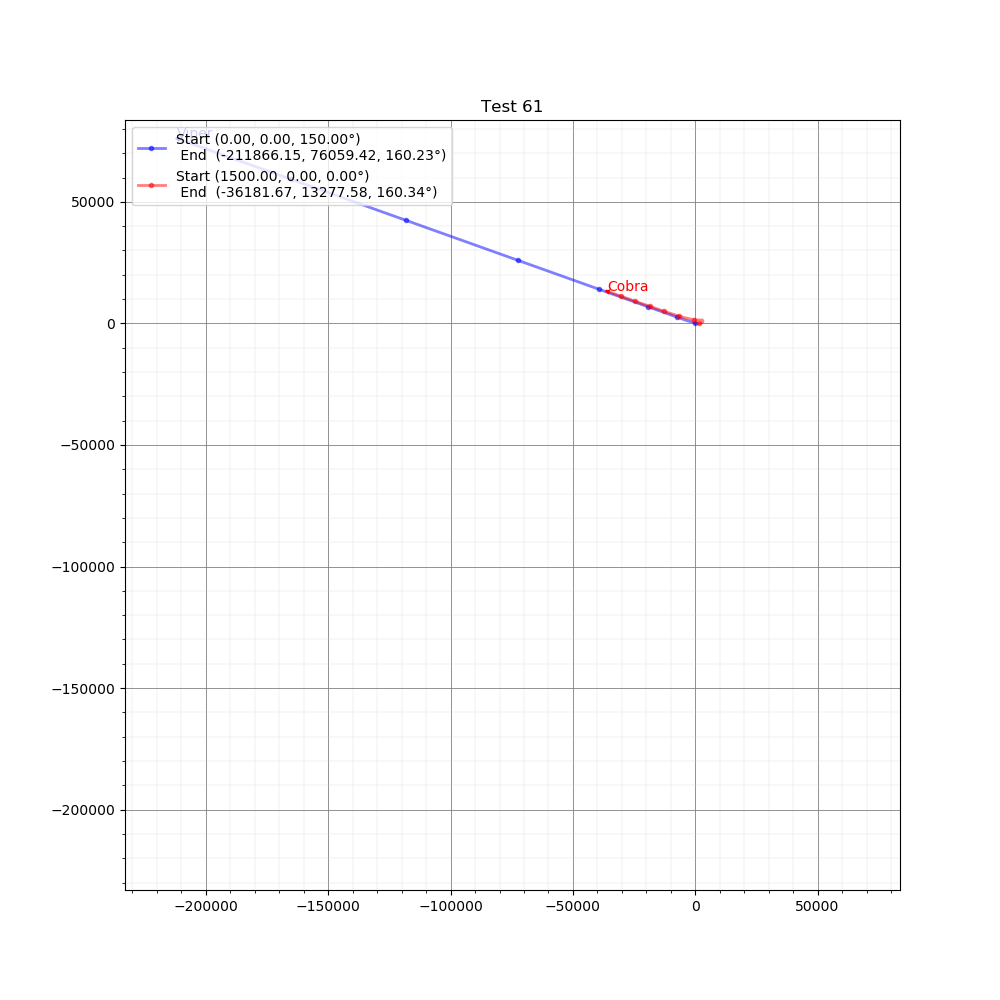 Test 61
Viper
Start (0.00, 0.00, 150.00°)
End  (-211866.15, 76059.42, 160.23°)
Start (1500.00, 0.00, 0.00°)
End  (-36181.67, 13277.58, 160.34°)
Cobra
50000
0
−50000
−100000
−150000
−200000
−200000 −150000 −100000 −50000 0 50000